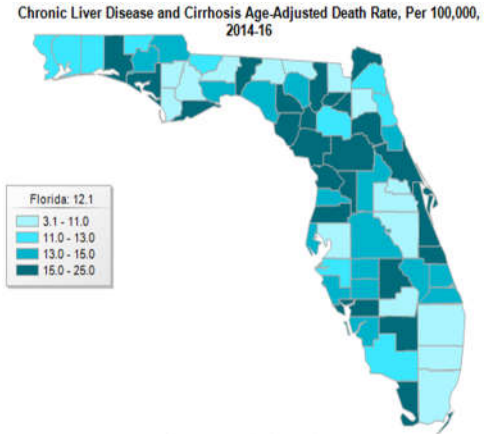 Chronic Liver Disease and Cirrhosis Age-Adjusted Death Rate, Per 100,000,
2014-16
Florida: 12.1
3.1 - 11.0
11.0 - 13.0
13.0 - 15.0
15.0 - 25.0